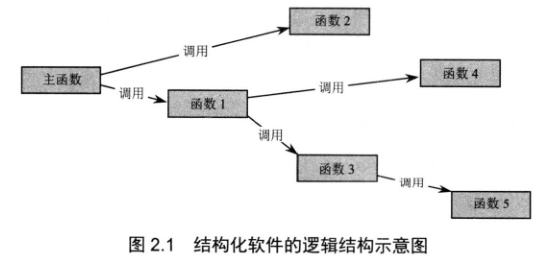 函数 2
调用
函数 4
主函数
调用
调用
函数 1
调用
函数 3
调用
函数 5
图 2.1 结构化软件的逻辑结构示意图